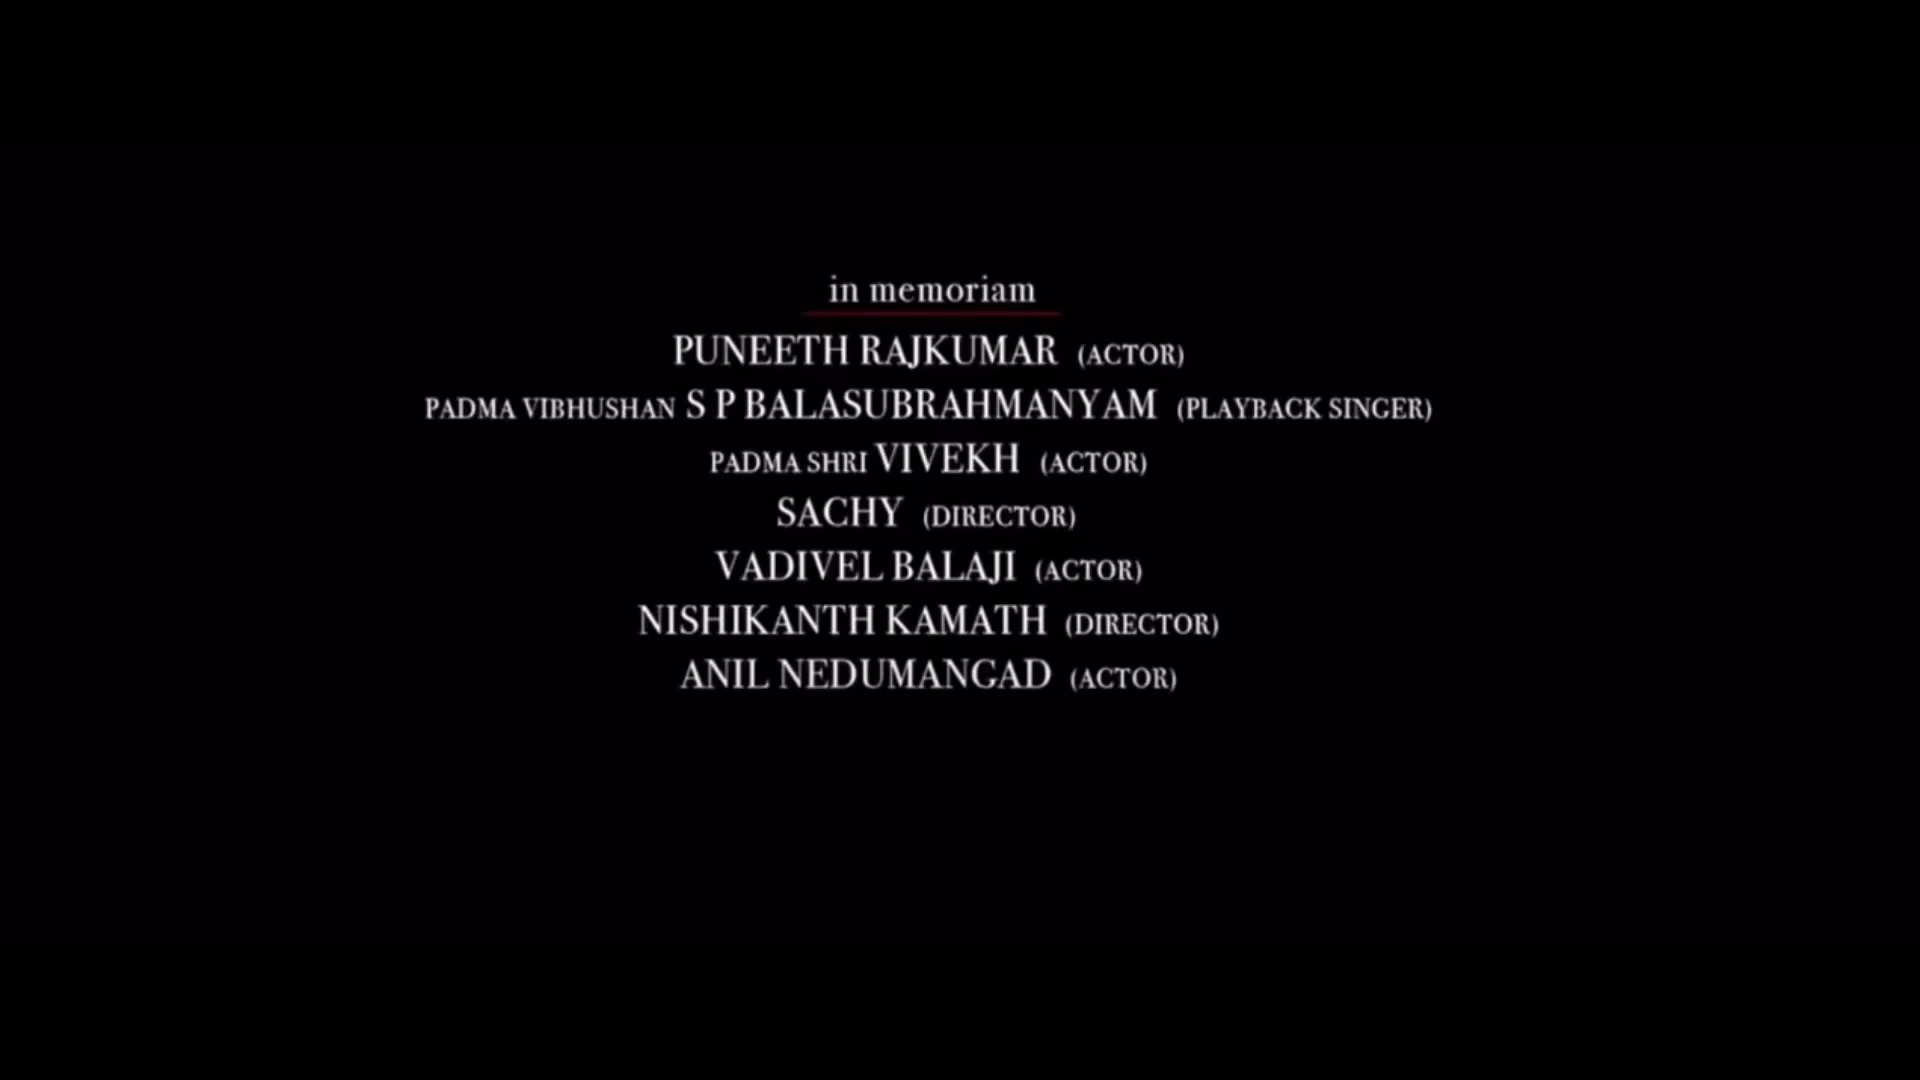 in memoriam
PUNEETH RAJKUMAR (ACTOR)
PADMA VIBHUSHAN S P BALASUBRAHMANYAM (PLAYBACK SINGER)
PADMA SHRI VIVEKH (ACTOR)
SACHY (DIRECTOR)
VADIVEL BALAJI (ACTOR)
NISHIKANTH KAMATH (DIRECTOR)
ANIL NEDUMANGAD (ACTOR)